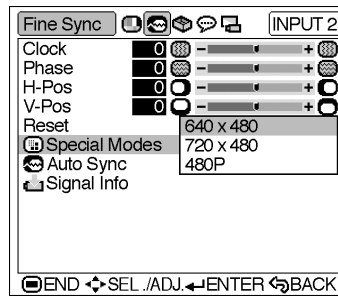 Fine Sync INPUT 2
Clock 0 - +
Phase 0 - +
H-Pos 0 - +
V-Pos 0 - +
Reset 640 x 480
Special Modes 720 x 480
Auto Sync 480P
Signal Info
END SEL./ADJ. ENTER BACK